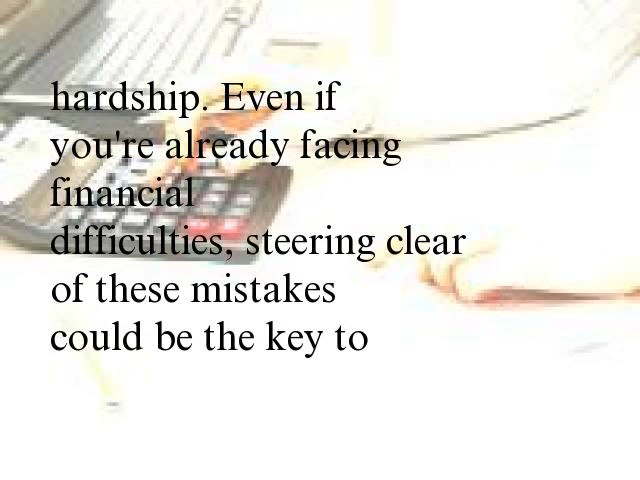 hardship. Even if
you're already facing
financial
difficulties, steering clear
of these mistakes
could be the key to